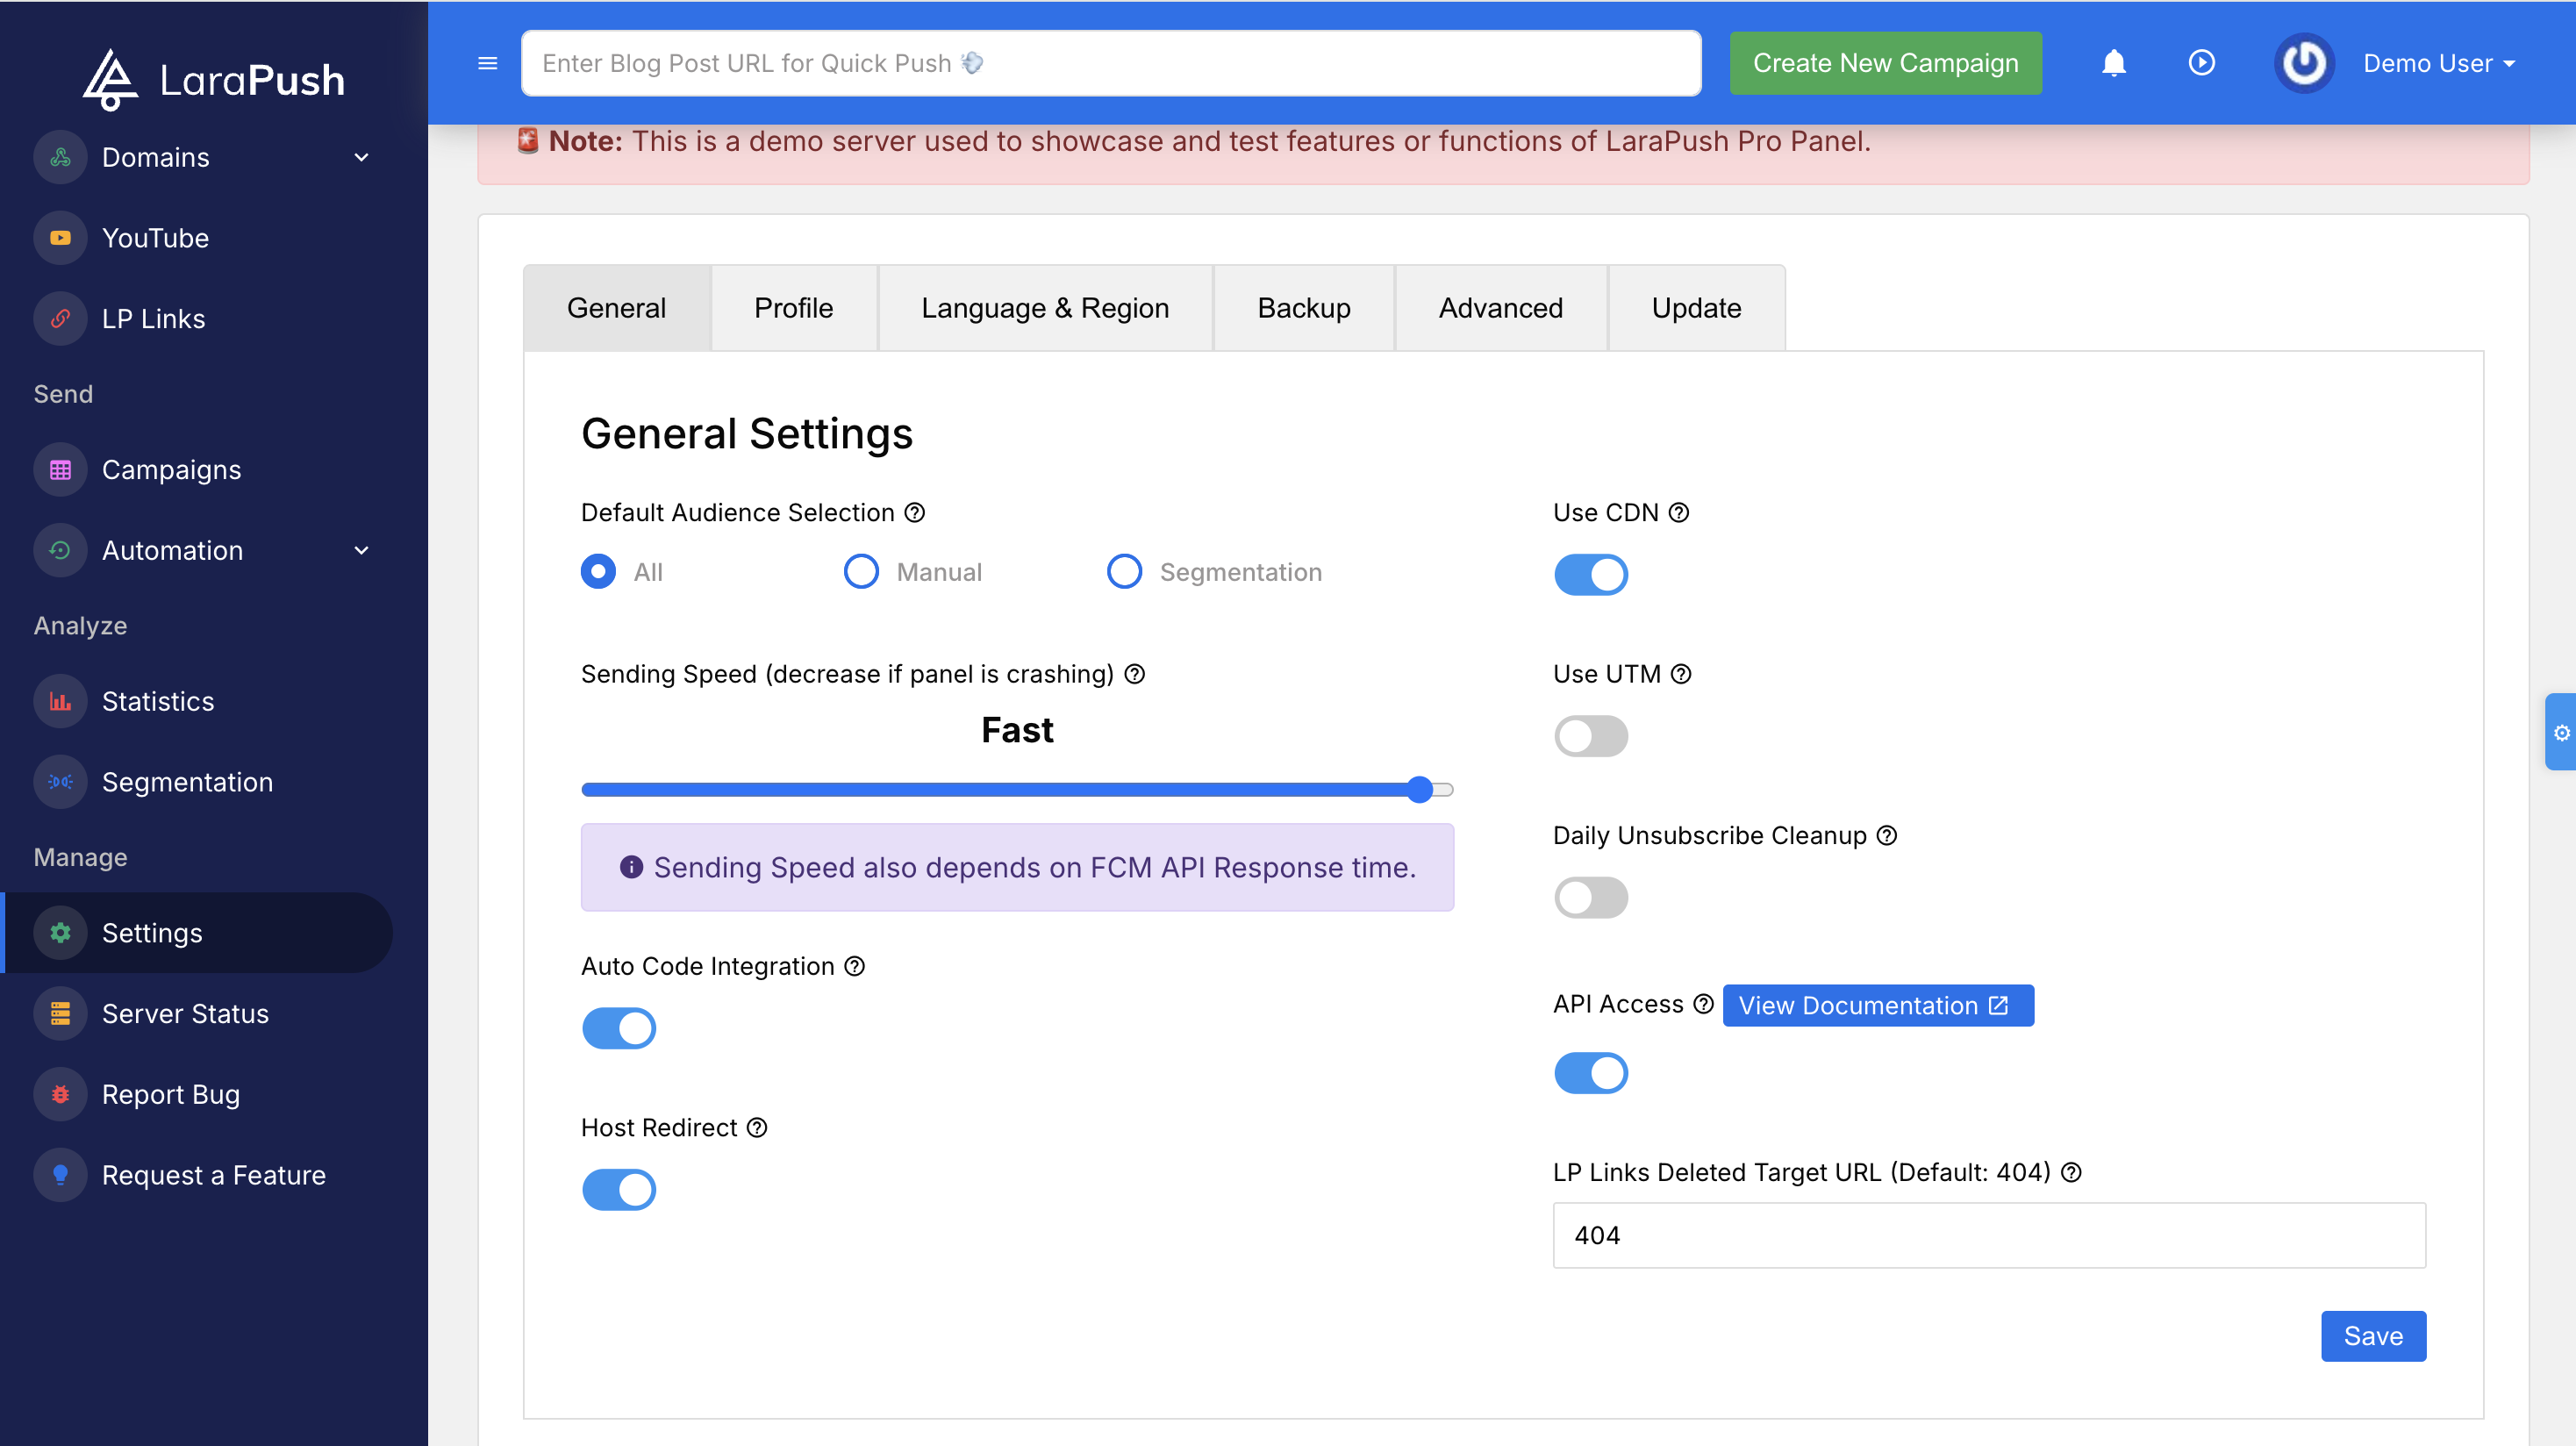 LaraPush
Domains
YouTube
LP Links
Send
Campaigns
Automation
Analyze
Statistics
Segmentation
Manage
Settings
Server Status
Report Bug
Request a Feature
Enter Blog Post URL for Quick Push 💨
Create New Campaign
Demo User
🚨 Note: This is a demo server used to showcase and test features or functions of LaraPush Pro Panel.
General
Profile
Language & Region
Backup
Advanced
Update
General Settings
Default Audience Selection
All
Manual
Segmentation
Sending Speed (decrease if panel is crashing)
Fast
Sending Speed also depends on FCM API Response time.
Auto Code Integration
Host Redirect
Use CDN
Use UTM
Daily Unsubscribe Cleanup
API Access
View Documentation
LP Links Deleted Target URL (Default: 404)
404
Save